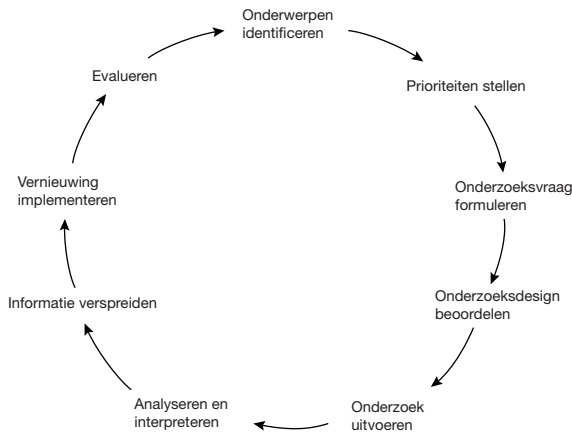 Onderwerpen
identificeren
Prioriteiten stellen
Onderzoeksvraag
formuleren
Onderzoeksdesign
beoordelen
Onderzoek
uitvoeren
Analyseren en
interpreteren
Informatie verspreiden
Vernieuwing
implementeren
Evalueren